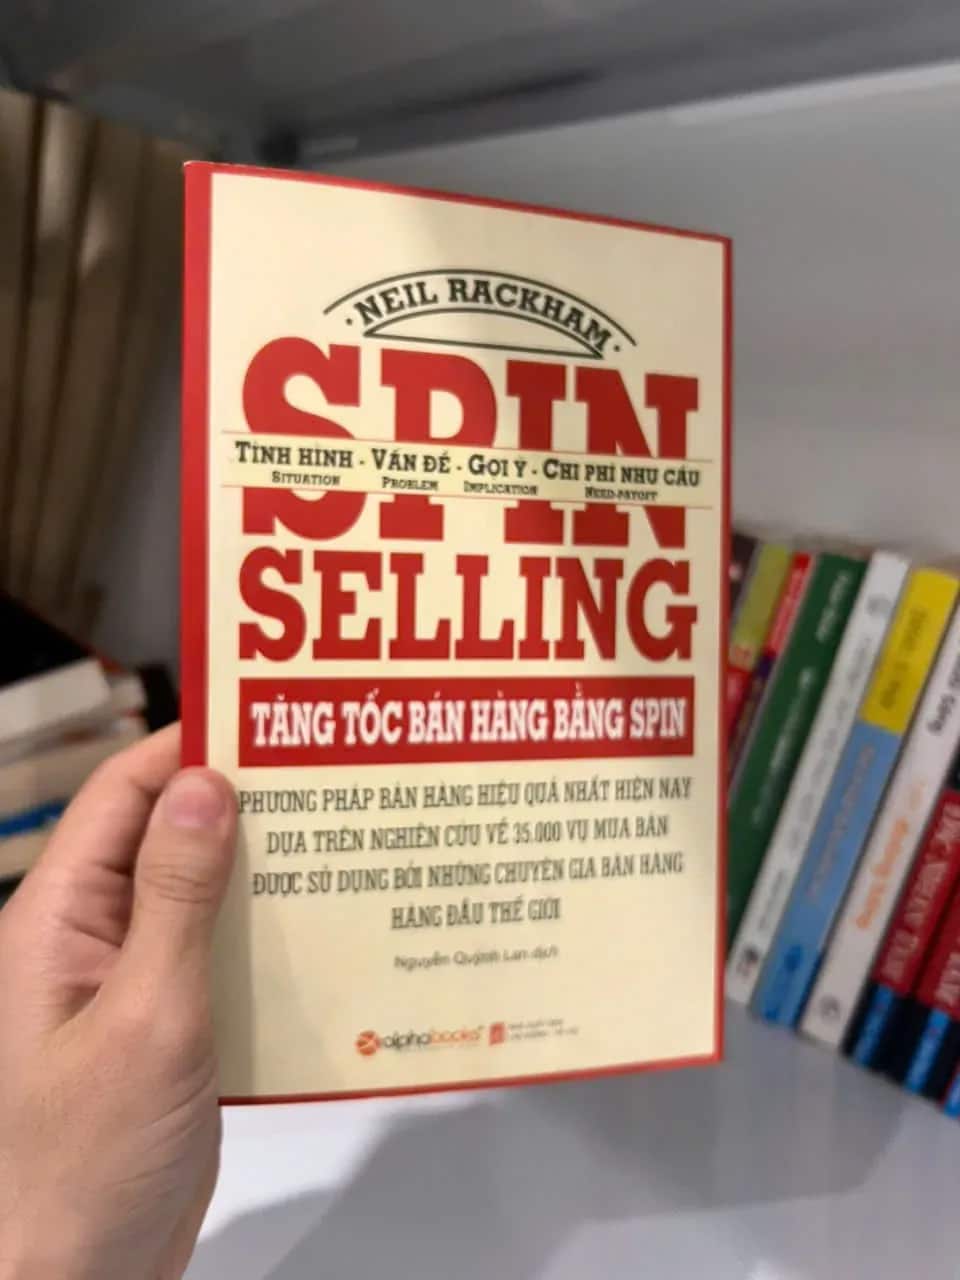 · NEIL RACKHAM ·
SPIN
TÌNH HÌNH - VẤN ĐỀ - GỢI Ý - CHI PHÍ NHU CẦU
SITUATION PROBLEM IMPLICATION NEED-PAYOFF
SELLING
TĂNG TỐC BÁN HÀNG BẰNG SPIN
PHƯƠNG PHÁP BÁN HÀNG HIỆU QUẢ NHẤT HIỆN NAY
DỰA TRÊN NGHIÊN CỨU VỀ 35.000 VỤ MUA BÁN
ĐƯỢC SỬ DỤNG BỞI NHỮNG CHUYÊN GIA BÁN HÀNG
HÀNG ĐẦU THẾ GIỚI
Nguyễn Quỳnh Lan dịch
alphabooks